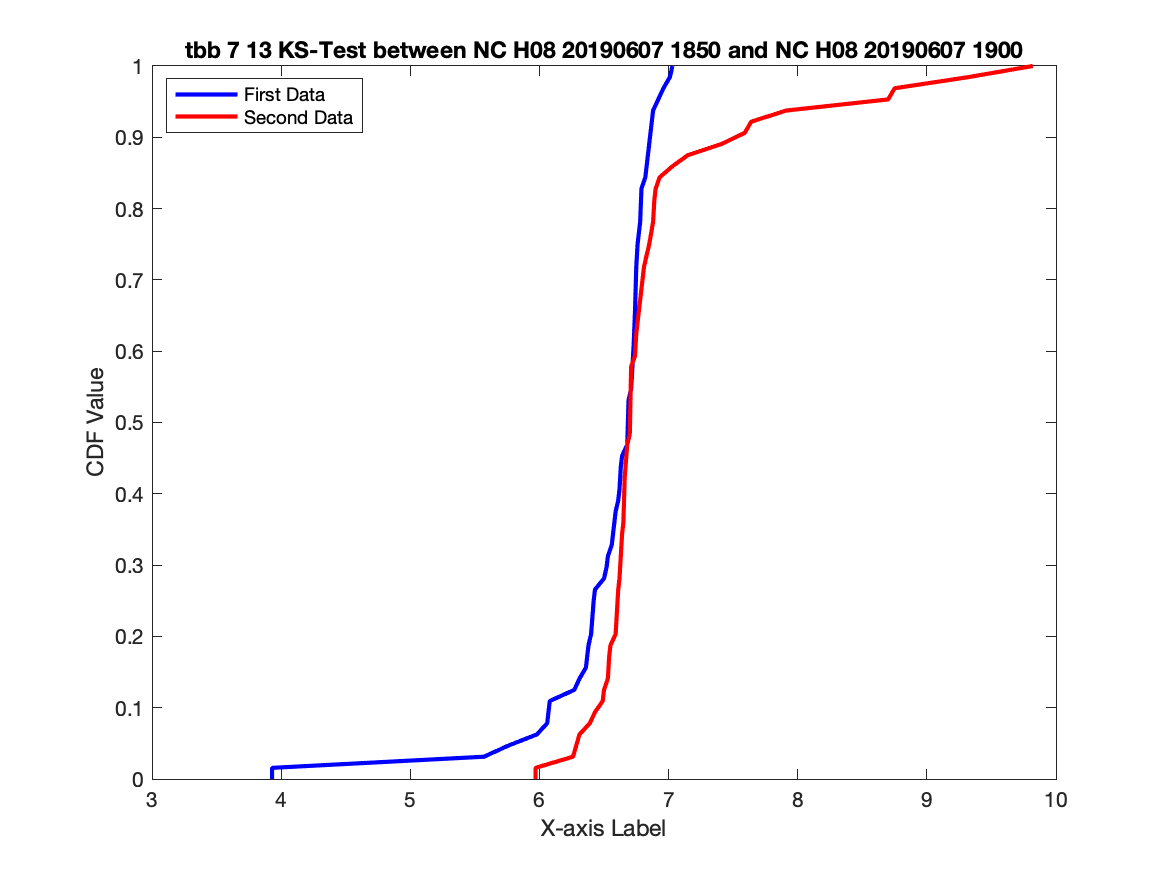 tbb 7 13 KS-Test between NC H08 20190607 1850 and NC H08 20190607 1900
First Data
Second Data
1
0.9
0.8
0.7
0.6
0.5
0.4
0.3
0.2
0.1
0
CDF Value
3 4 5 6 7 8 9 10
X-axis Label